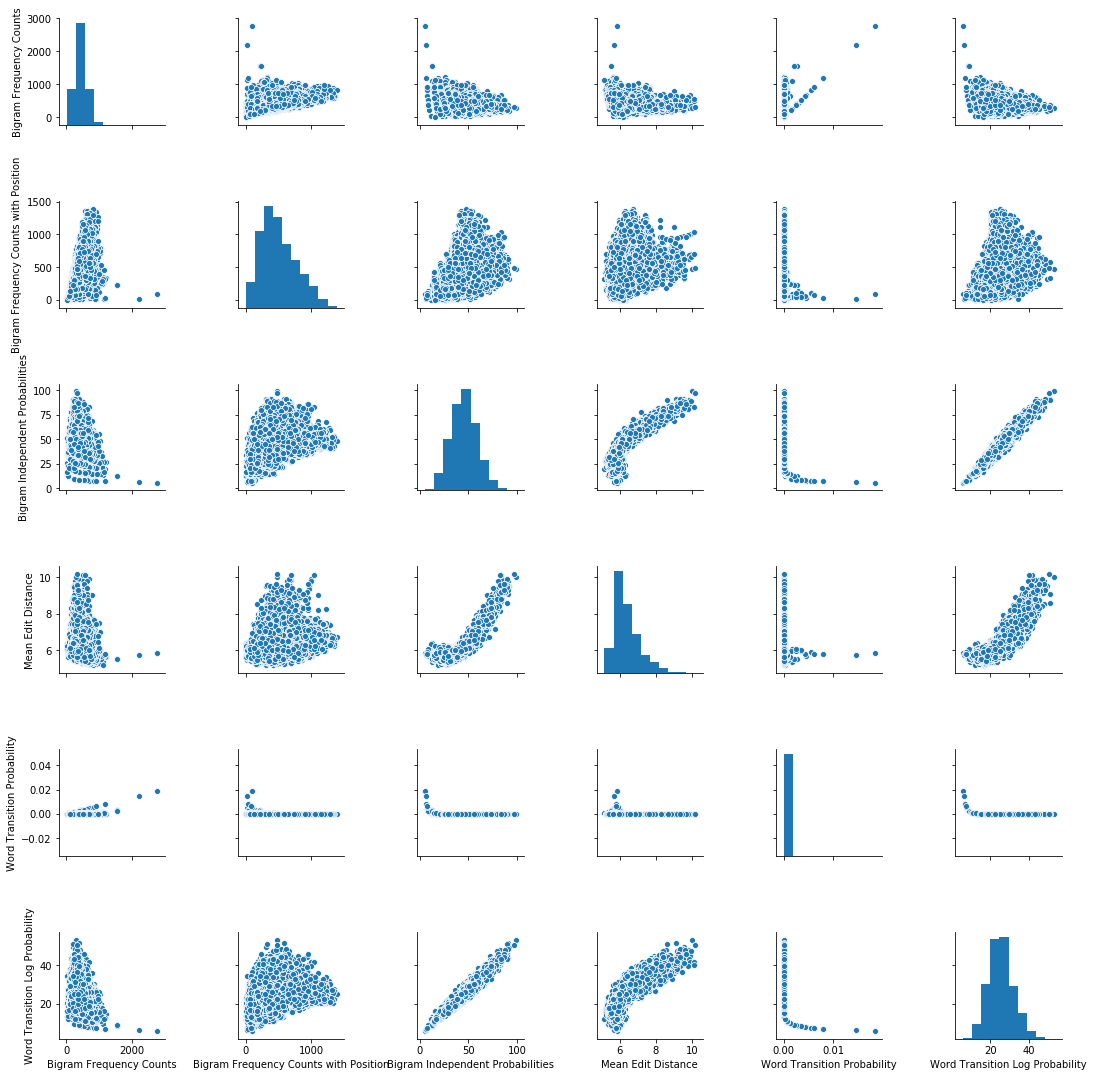 Bigram Frequency Counts
3000
2000
1000
0
Bigram Frequency Counts with Position
1500
1000
500
0
Bigram Independent Probabilities
100
75
50
25
0
Mean Edit Distance
10
8
6
Word Transition Probability
0.04
0.02
0.00
−0.02
Word Transition Log Probability
40
20
0 2000 0 1000 0 50 100 6 8 10 0.00 0.01 20 40
Bigram Frequency Counts Bigram Frequency Counts with Position Bigram Independent Probabilities Mean Edit Distance Word Transition Probability Word Transition Log Probability